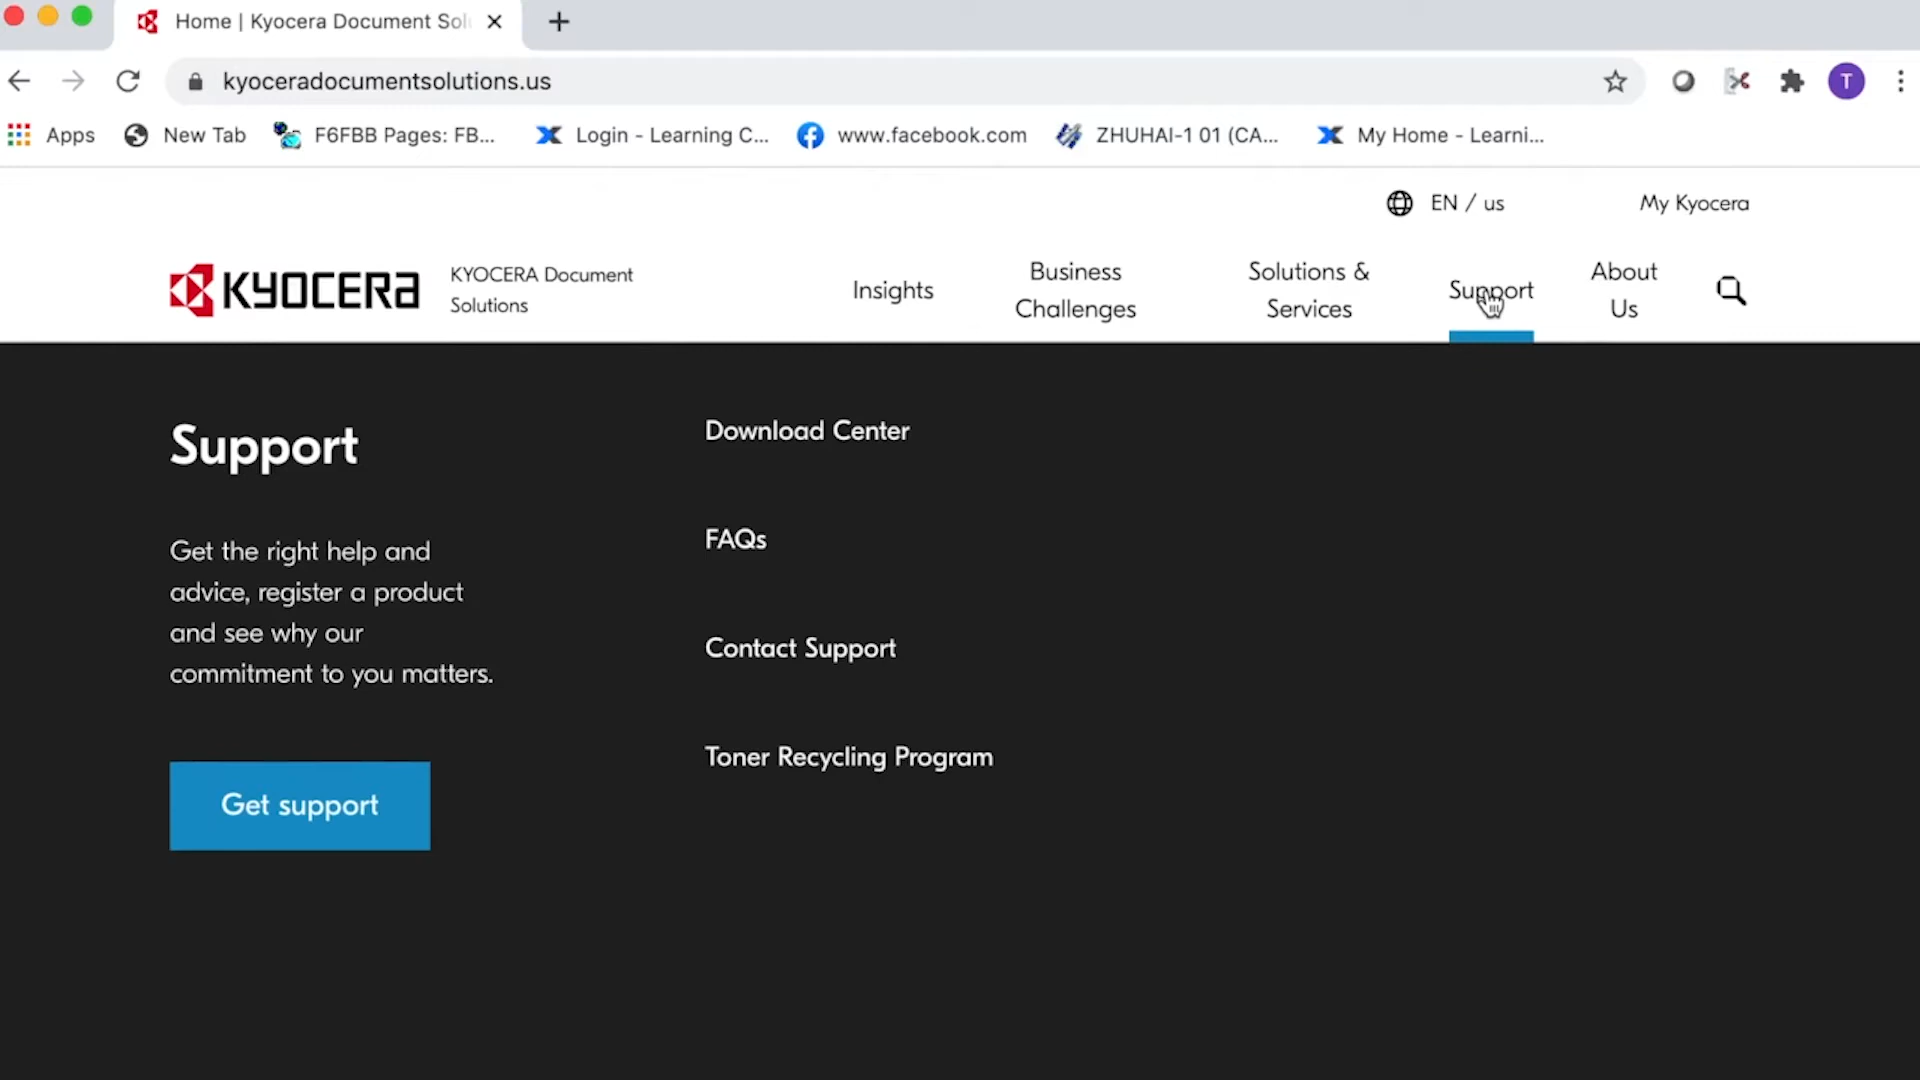 Home | Kyocera Document Sol
kyoceradocumentsolutions.us
T
Apps
New Tab
F6FBB Pages: FB...
Login - Learning C...
www.facebook.com
ZHUHAI-1 01 (CA...
My Home - Learni...
EN / us
My Kyocera
KYOCERA
KYOCERA Document
Solutions
Insights
Business
Challenges
Solutions &
Services
Support
About
Us
Support
Get the right help and
advice, register a product
and see why our
commitment to you matters.
Get support
Download Center
FAQs
Contact Support
Toner Recycling Program